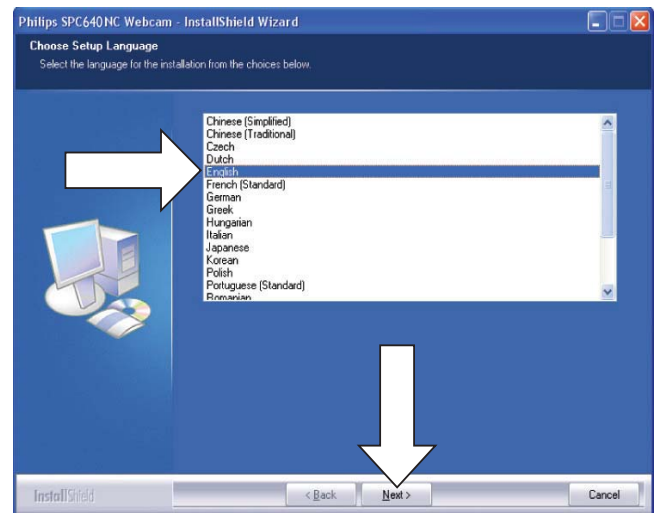 Philips SPC640NC Webcam - InstallShield Wizard
Choose Setup Language
Select the language for the installation from the choices below.
Chinese (Simplified)
Chinese (Traditional)
Czech
Dutch
English
French (Standard)
German
Greek
Hungarian
Italian
Japanese
Korean
Polish
Portuguese (Standard)
Romanian
InstallShield
< Back
Next >
Cancel